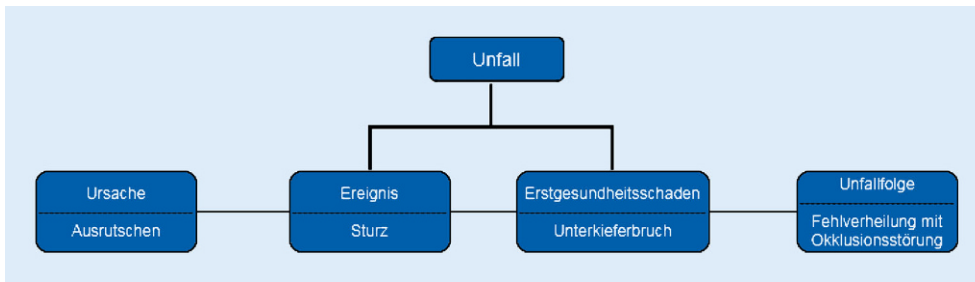 Unfall
Ursache
Ausrutschen
Ereignis
Sturz
Erstgesundheitsschaden
Unterkieferbruch
Unfallfolge
Fehlverheilung mit
Okklusionsstörung